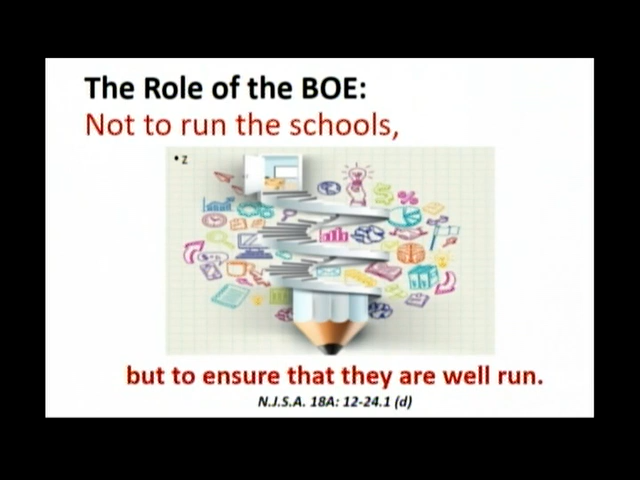 The Role of the BOE:
Not to run the schools,
• z
%
but to ensure that they are well run.
N.J.S.A. 18A: 12-24.1 (d)